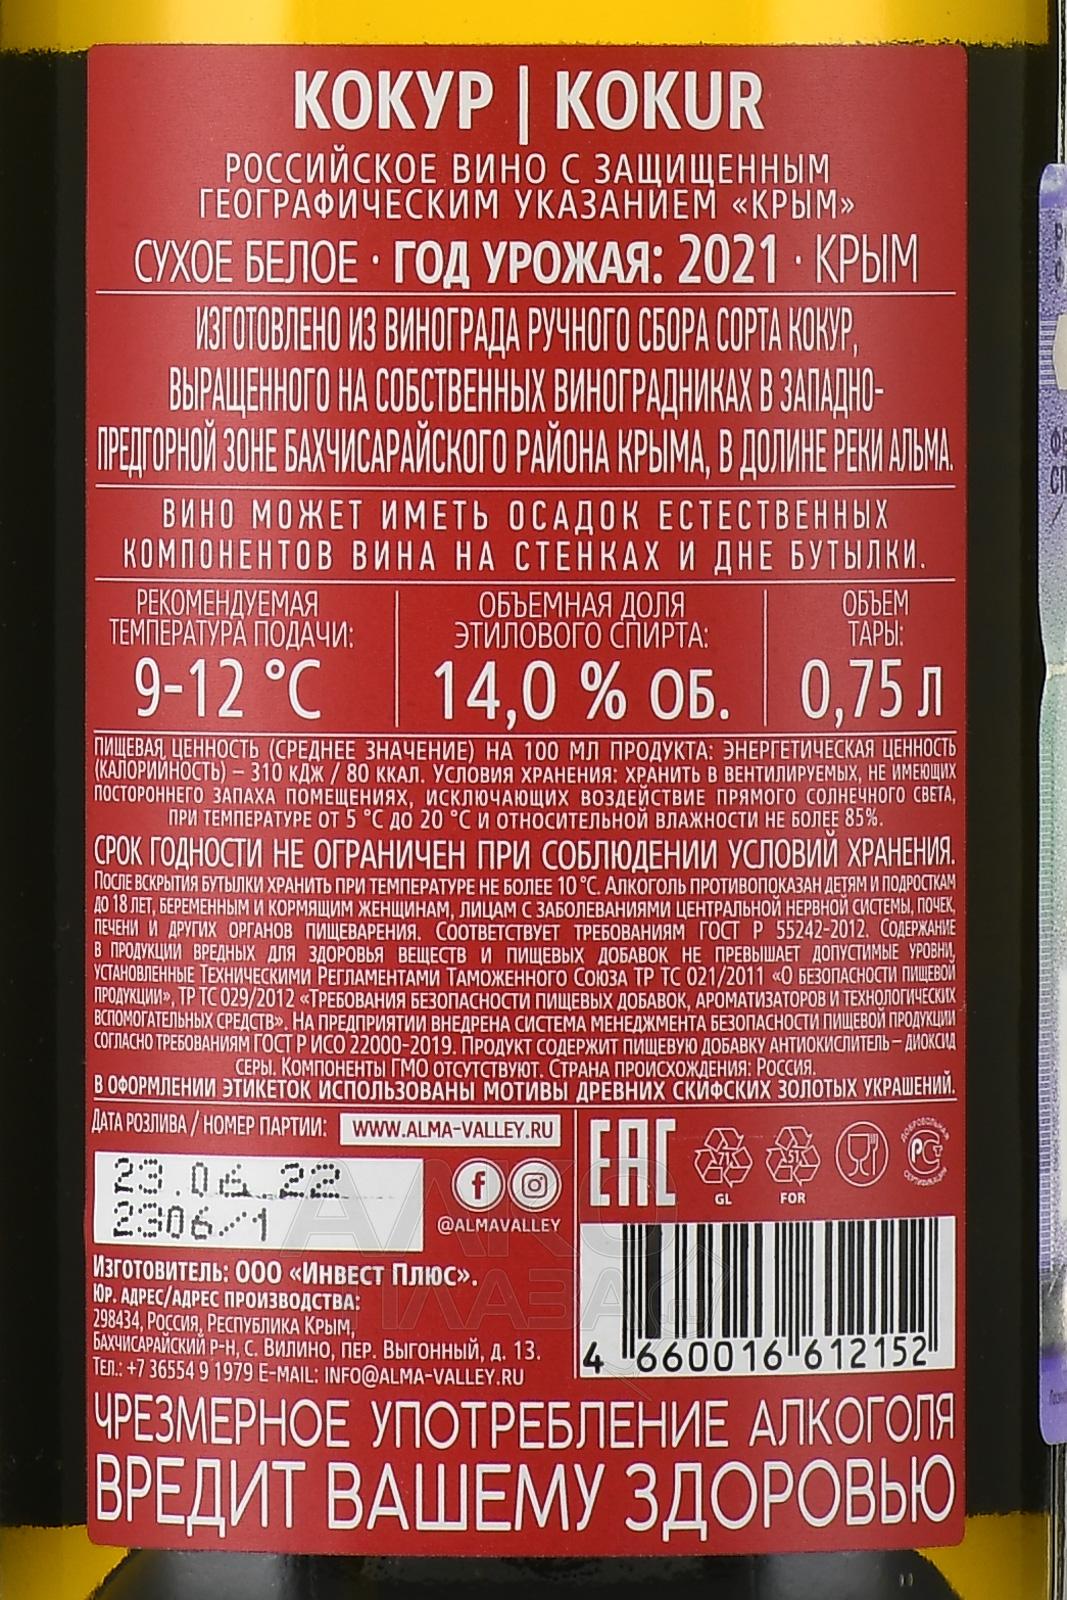 КОКУР | KOKUR
РОССИЙСКОЕ ВИНО С ЗАЩИЩЕННЫМ
ГЕОГРАФИЧЕСКИМ УКАЗАНИЕМ «КРЫМ»
СУХОЕ БЕЛОЕ · ГОД УРОЖАЯ: 2021 · КРЫМ
ИЗГОТОВЛЕНО ИЗ ВИНОГРАДА РУЧНОГО СБОРА СОРТА КОКУР,
ВЫРАЩЕННОГО НА СОБСТВЕННЫХ ВИНОГРАДНИКАХ В ЗАПАДНО-
ПРЕДГОРНОЙ ЗОНЕ БАХЧИСАРАЙСКОГО РАЙОНА КРЫМА, В ДОЛИНЕ РЕКИ АЛЬМА.
ВИНО МОЖЕТ ИМЕТЬ ОСАДОК ЕСТЕСТВЕННЫХ
КОМПОНЕНТОВ ВИНА НА СТЕНКАХ И ДНЕ БУТЫЛКИ.
РЕКОМЕНДУЕМАЯ
ТЕМПЕРАТУРА ПОДАЧИ:
9-12 °C
ОБЪЕМНАЯ ДОЛЯ
ЭТИЛОВОГО СПИРТА:
14,0 % ОБ.
ОБЪЕМ
ТАРЫ:
0,75 Л
ПИЩЕВАЯ ЦЕННОСТЬ (СРЕДНЕЕ ЗНАЧЕНИЕ) НА 100 МЛ ПРОДУКТА: ЭНЕРГЕТИЧЕСКАЯ ЦЕННОСТЬ
(КАЛОРИЙНОСТЬ) – 310 КДЖ / 80 ККАЛ. УСЛОВИЯ ХРАНЕНИЯ: ХРАНИТЬ В ВЕНТИЛИРУЕМЫХ, НЕ ИМЕЮЩИХ
ПОСТОРОННЕГО ЗАПАХА ПОМЕЩЕНИЯХ, ИСКЛЮЧАЮЩИХ ВОЗДЕЙСТВИЕ ПРЯМОГО СОЛНЕЧНОГО СВЕТА,
ПРИ ТЕМПЕРАТУРЕ ОТ 5 °C ДО 20 °C И ОТНОСИТЕЛЬНОЙ ВЛАЖНОСТИ НЕ БОЛЕЕ 85%.
СРОК ГОДНОСТИ НЕ ОГРАНИЧЕН ПРИ СОБЛЮДЕНИИ УСЛОВИЙ ХРАНЕНИЯ.
ПОСЛЕ ВСКРЫТИЯ БУТЫЛКИ ХРАНИТЬ ПРИ ТЕМПЕРАТУРЕ НЕ БОЛЕЕ 10 °C. АЛКОГОЛЬ ПРОТИВОПОКАЗАН ДЕТЯМ И ПОДРОСТКАМ
ДО 18 ЛЕТ, БЕРЕМЕННЫМ И КОРМЯЩИМ ЖЕНЩИНАМ, ЛИЦАМ С ЗАБОЛЕВАНИЯМИ ЦЕНТРАЛЬНОЙ НЕРВНОЙ СИСТЕМЫ, ПОЧЕК,
ПЕЧЕНИ И ДРУГИХ ОРГАНОВ ПИЩЕВАРЕНИЯ. СООТВЕТСТВУЕТ ТРЕБОВАНИЯМ ГОСТ Р 55242-2012. СОДЕРЖАНИЕ
В ПРОДУКЦИИ ВРЕДНЫХ ДЛЯ ЗДОРОВЬЯ ВЕЩЕСТВ И ПИЩЕВЫХ ДОБАВОК НЕ ПРЕВЫШАЕТ ДОПУСТИМЫЕ УРОВНИ,
УСТАНОВЛЕННЫЕ ТЕХНИЧЕСКИМИ РЕГЛАМЕНТАМИ ТАМОЖЕННОГО СОЮЗА ТР ТС 021/2011 «О БЕЗОПАСНОСТИ ПИЩЕВОЙ
ПРОДУКЦИИ», ТР ТС 029/2012 «ТРЕБОВАНИЯ БЕЗОПАСНОСТИ ПИЩЕВЫХ ДОБАВОК, АРОМАТИЗАТОРОВ И ТЕХНОЛОГИЧЕСКИХ
ВСПОМОГАТЕЛЬНЫХ СРЕДСТВ». НА ПРЕДПРИЯТИИ ВНЕДРЕНА СИСТЕМА МЕНЕДЖМЕНТА БЕЗОПАСНОСТИ ПИЩЕВОЙ ПРОДУКЦИИ
СОГЛАСНО ТРЕБОВАНИЯМ ГОСТ Р ИСО 22000-2019. ПРОДУКТ СОДЕРЖИТ ПИЩЕВУЮ ДОБАВКУ АНТИОКИСЛИТЕЛЬ – ДИОКСИД
СЕРЫ. КОМПОНЕНТЫ ГМО ОТСУТСТВУЮТ. СТРАНА ПРОИСХОЖДЕНИЯ: РОССИЯ.
В ОФОРМЛЕНИИ ЭТИКЕТОК ИСПОЛЬЗОВАНЫ МОТИВЫ ДРЕВНИХ СКИФСКИХ ЗОЛОТЫХ УКРАШЕНИЙ.
ДАТА РОЗЛИВА / НОМЕР ПАРТИИ:
WWW.ALMA-VALLEY.RU
23.06.22
2306/1
@ALMAVALLEY
EAC
71
GL
51
FOR
ДОБРОВОЛЬНАЯ
СЕРТИФИКАЦИЯ
ИЗГОТОВИТЕЛЬ: ООО «ИНВЕСТ ПЛЮС».
ЮР. АДРЕС/АДРЕС ПРОИЗВОДСТВА:
298434, РОССИЯ, РЕСПУБЛИКА КРЫМ,
БАХЧИСАРАЙСКИЙ Р-Н, С. ВИЛИНО, ПЕР. ВЫГОННЫЙ, Д. 13.
ТЕЛ.: +7 36554 9 1979 E-MAIL: INFO@ALMA-VALLEY.RU
4 660016 612152
АЛКО
ПЛАЗА
ЧРЕЗМЕРНОЕ УПОТРЕБЛЕНИЕ АЛКОГОЛЯ
ВРЕДИТ ВАШЕМУ ЗДОРОВЬЮ